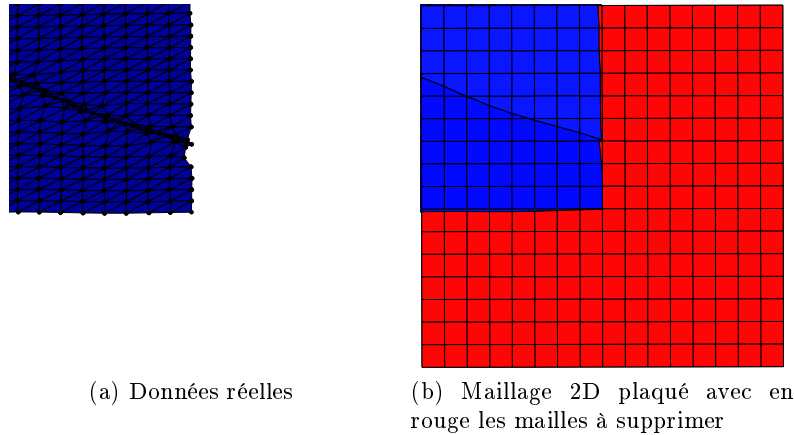 (a) Données réelles
(b) Maillage 2D plaqué avec en
rouge les mailles à supprimer